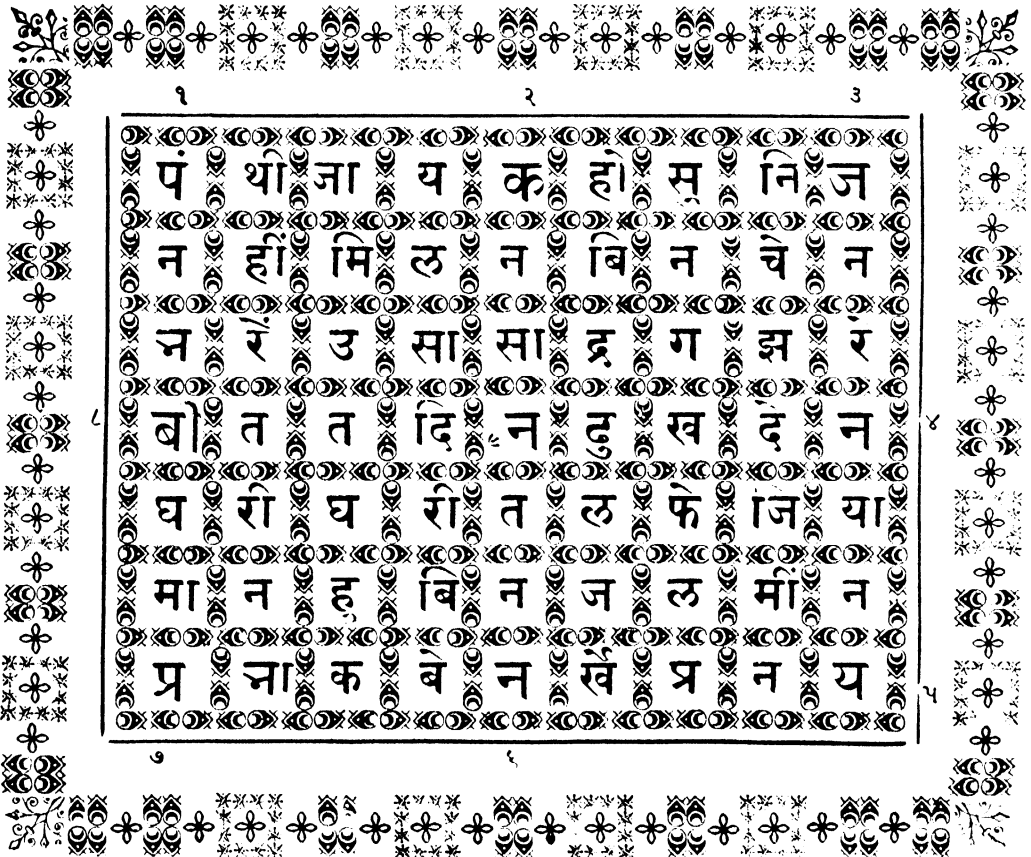 १ २ ३
पं थी जा य क हो सु नि ज
न हीं मि ल न बि न चे न
न्न रें उ सा सा द्र ग झ रं
८ बी त त दि न ढु ख दे न ४
घ री घ री त ल फे जि या
मा न हु बि न ज ल मीं न
प्र न्ना क बे न र्खे प्र न य ५
७ ६